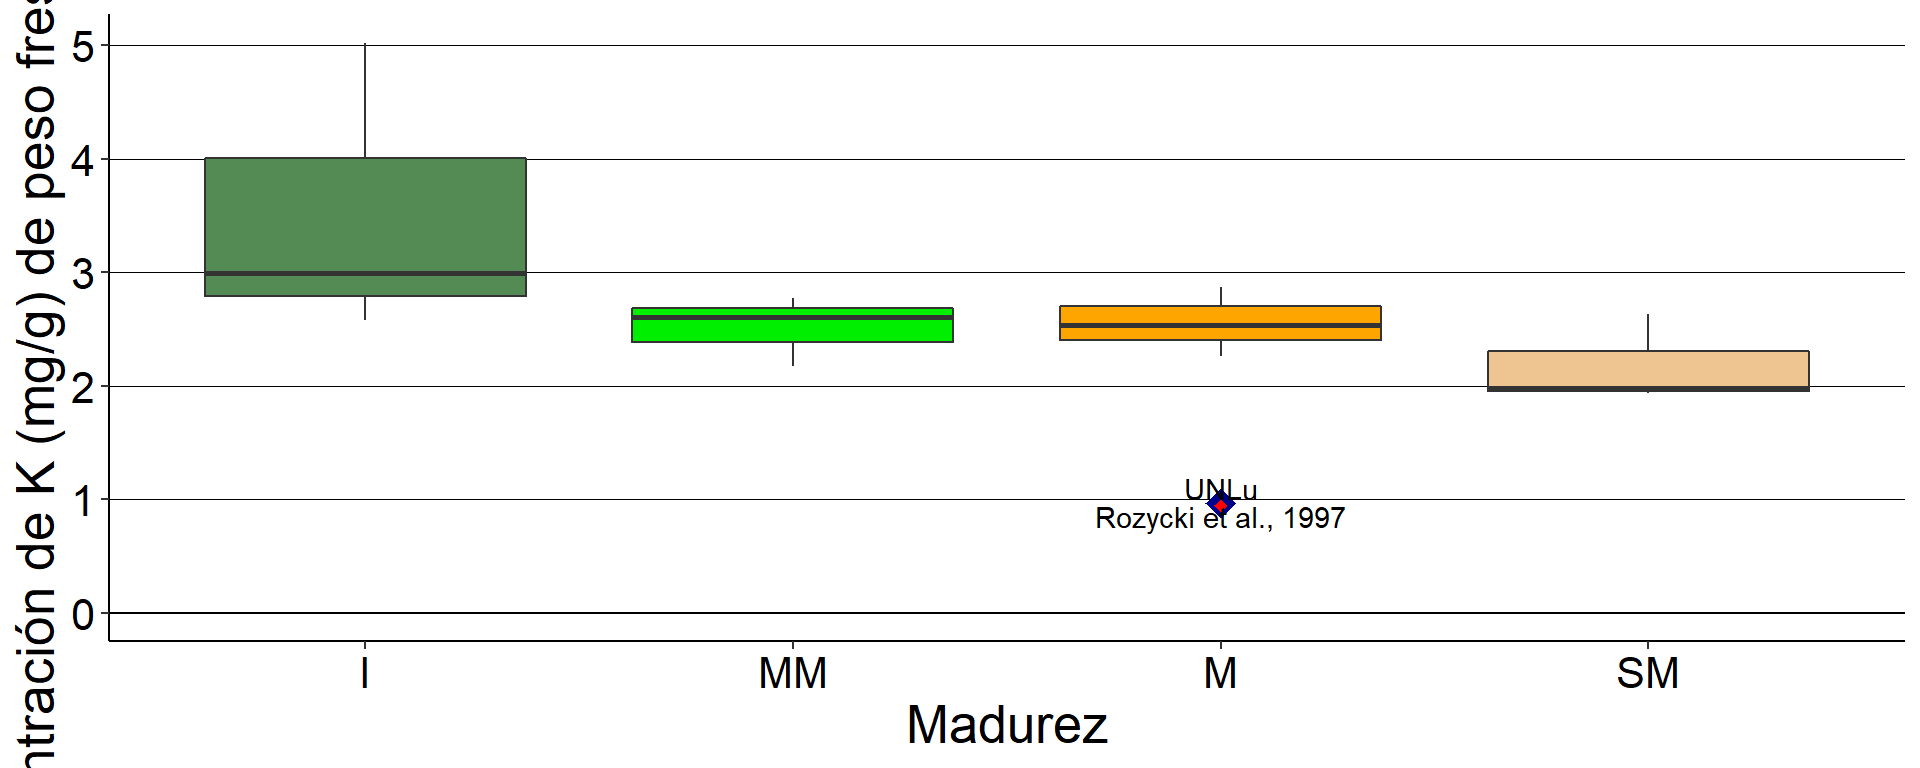 ntración de K (mg/g) de peso fres
5
4
3
2
1
0
UNLu
Rozycki et al., 1997
I
MM
M
SM
Madurez